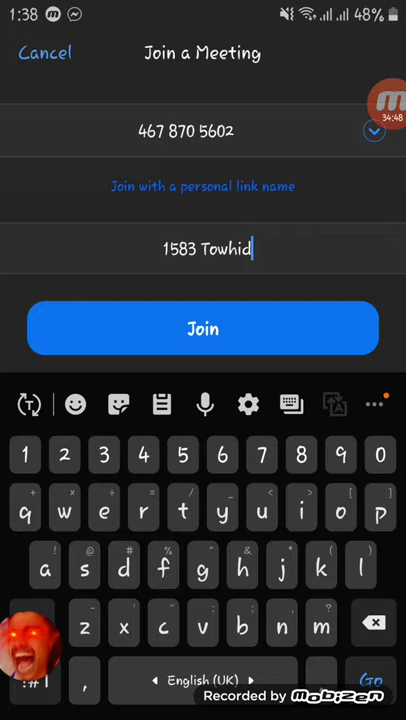 1:38 48%
Cancel Join a Meeting
34:48
467 870 5602
Join with a personal link name
1583 Towhid
Join
1 2 3 4 5 6 7 8 9 0
q w e r t y u i o p
a s d f g h j k l
z x c v b n m
!#1 , English (UK) Go
Recorded by mobizen